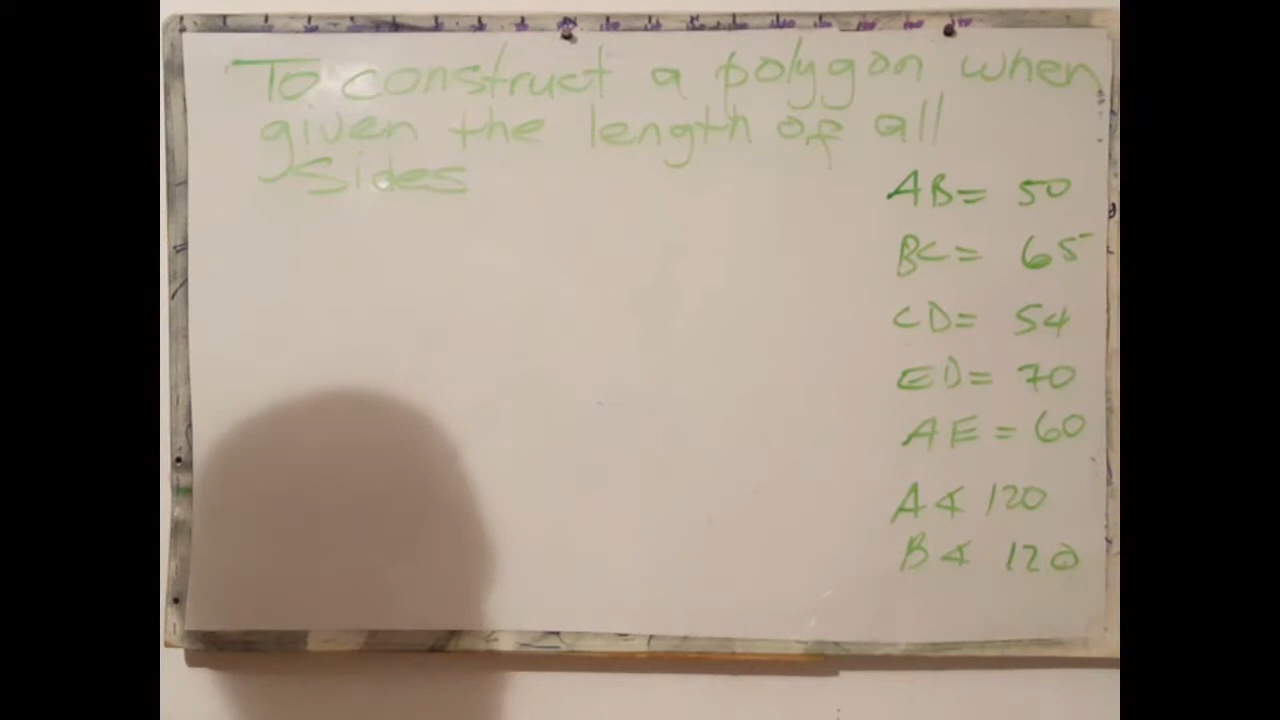 To construct a polygon when
given the length of all
Sides
AB= 50
BC= 65
CD= 54
ED= 70
AE= 60
A∢ 120
B∢ 120